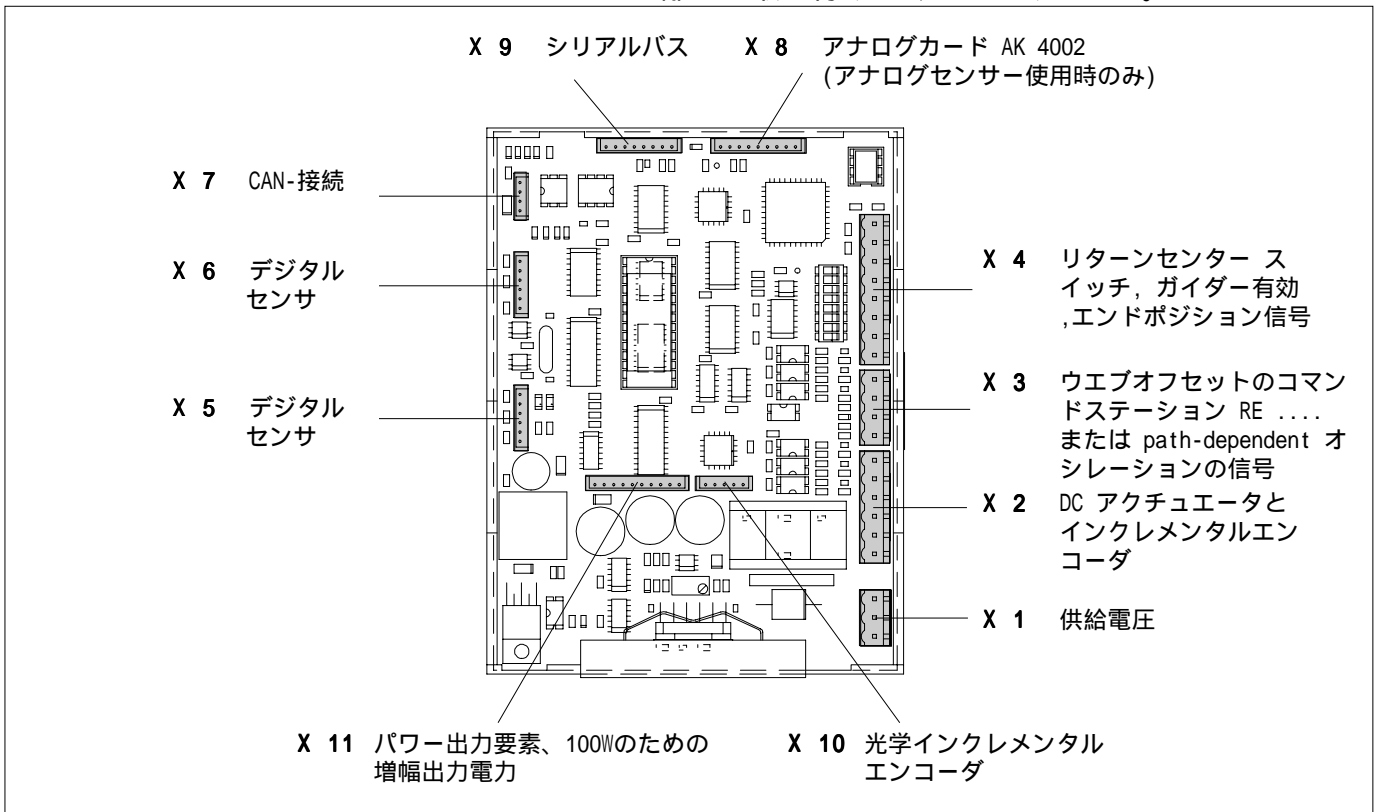 X 9 シリアルバス
X 8 アナログカード AK 4002
(アナログセンサー使用時のみ)
X 7 CAN-接続
X 6 デジタル
センサ
X 5 デジタル
センサ
X 4 リターンセンター ス
イッチ, ガイダー有効
,エンドポジション信号
X 3 ウエブオフセットのコマン
ドステーション RE ....
または path-dependent オ
シレーションの信号
X 2 DC アクチュエータと
インクレメンタルエン
コーダ
X 1 供給電圧
X 11 パワー出力要素、100Wのための
増幅出力電力
X 10 光学インクレメンタル
エンコーダ